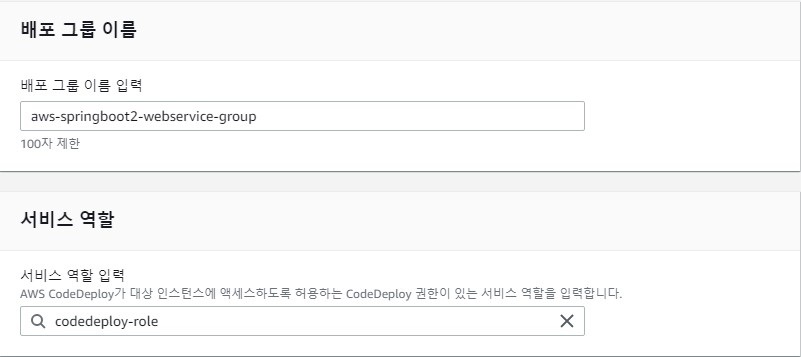 배포 그룹 이름
배포 그룹 이름 입력
aws-springboot2-webservice-group
100자 제한
서비스 역할
서비스 역할 입력
AWS CodeDeploy가 대상 인스턴스에 액세스하도록 허용하는 CodeDeploy 권한이 있는 서비스 역할을 입력합니다.
codedeploy-role